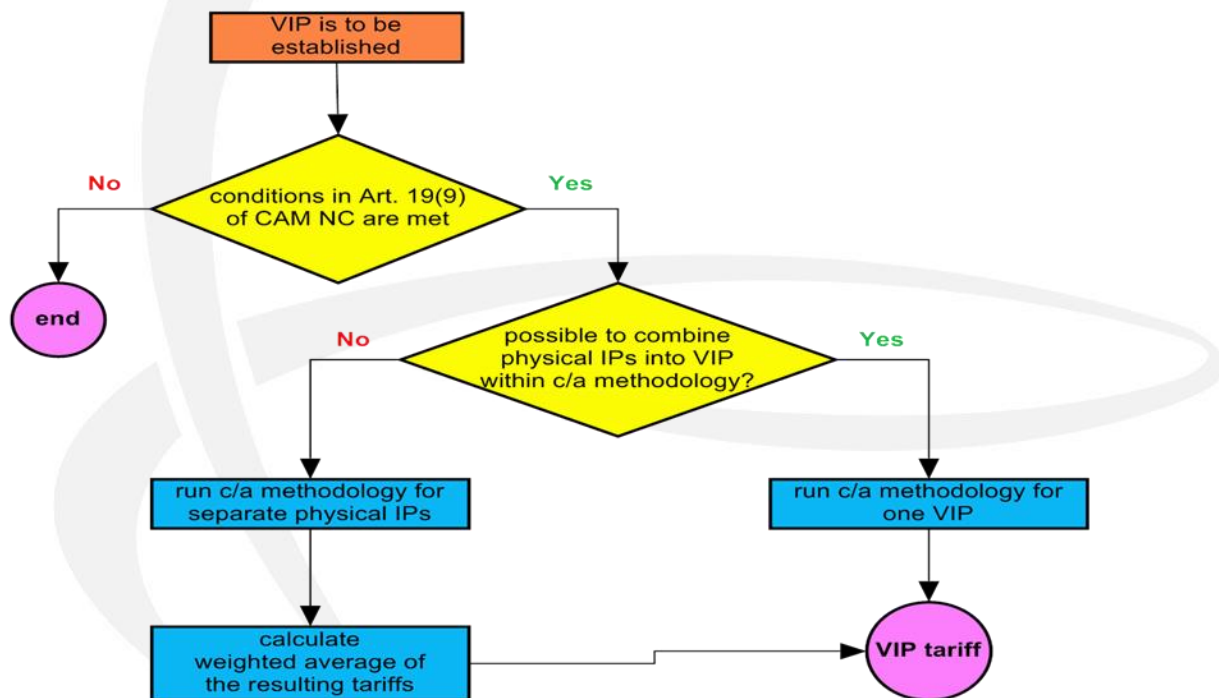 VIP is to be
established
No
Yes
conditions in Art. 19(9)
of CAM NC are met
end
No
Yes
possible to combine
physical IPs into VIP
within c/a methodology?
run c/a methodology for
separate physical IPs
run c/a methodology for
one VIP
calculate
weighted average of
the resulting tariffs
VIP tariff